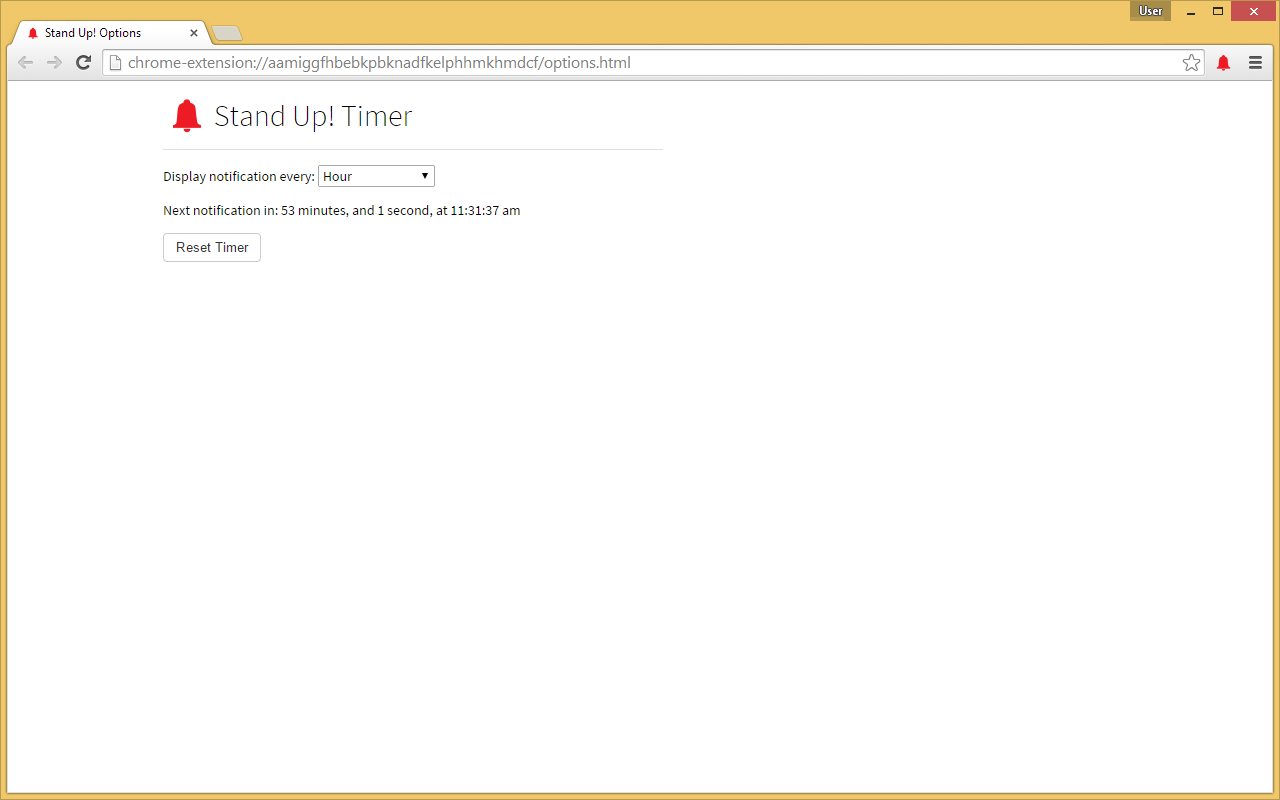 User
Stand Up! Options
chrome-extension://aamiggfhbebkpbknadfkelphhmkhmdcf/options.html
Stand Up! Timer
Display notification every: Hour
Next notification in: 53 minutes, and 1 second, at 11:31:37 am
Reset Timer